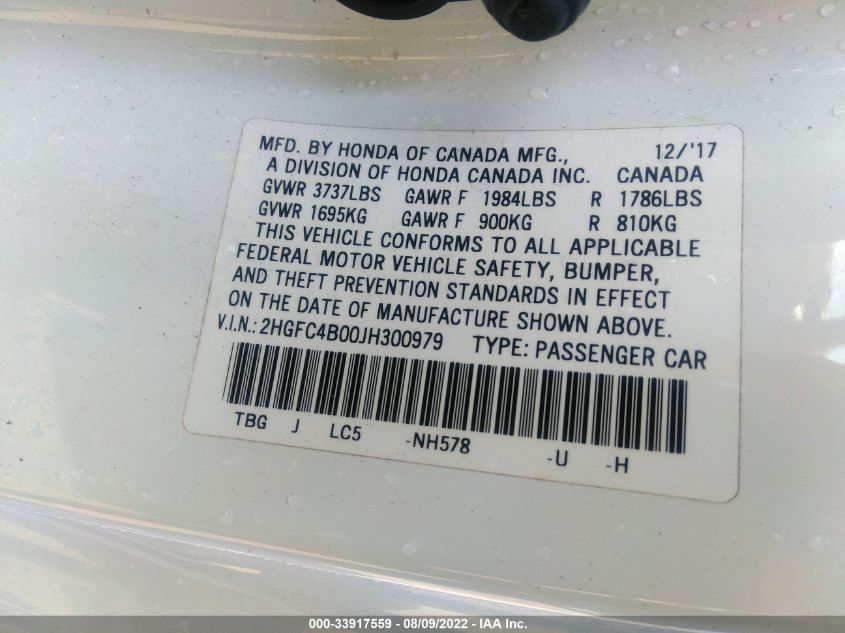 MFD. BY HONDA OF CANADA MFG., 12/'17
A DIVISION OF HONDA CANADA INC. CANADA
GVWR 3737LBS GAWR F 1984LBS R 1786LBS
GVWR 1695KG GAWR F 900KG R 810KG
THIS VEHICLE CONFORMS TO ALL APPLICABLE
FEDERAL MOTOR VEHICLE SAFETY, BUMPER,
AND THEFT PREVENTION STANDARDS IN EFFECT
ON THE DATE OF MANUFACTURE SHOWN ABOVE.
V.I.N.: 2HGFC4B00JH300979 TYPE: PASSENGER CAR
TBG J LC5 -NH578 -U -H
000-33917559 - 08/09/2022 - IAA Inc.